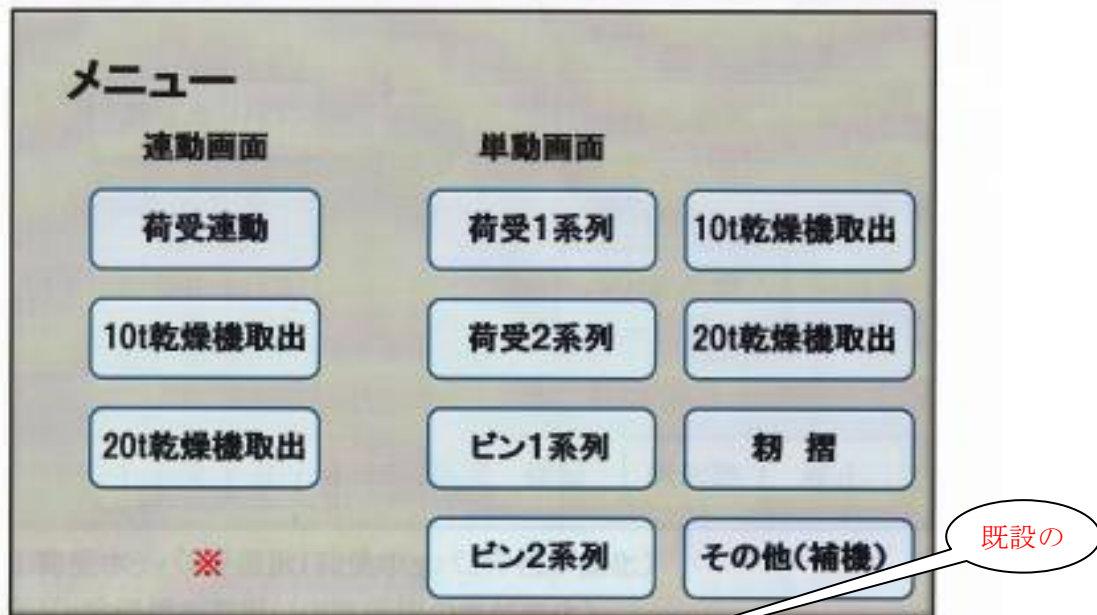 メニュー
連動画面
単動画面
荷受連動
荷受1系列
10t乾燥機取出
10t乾燥機取出
荷受2系列
20t乾燥機取出
20t乾燥機取出
ビン1系列
籾 摺
※
ビン2系列
その他(補機)
既設の